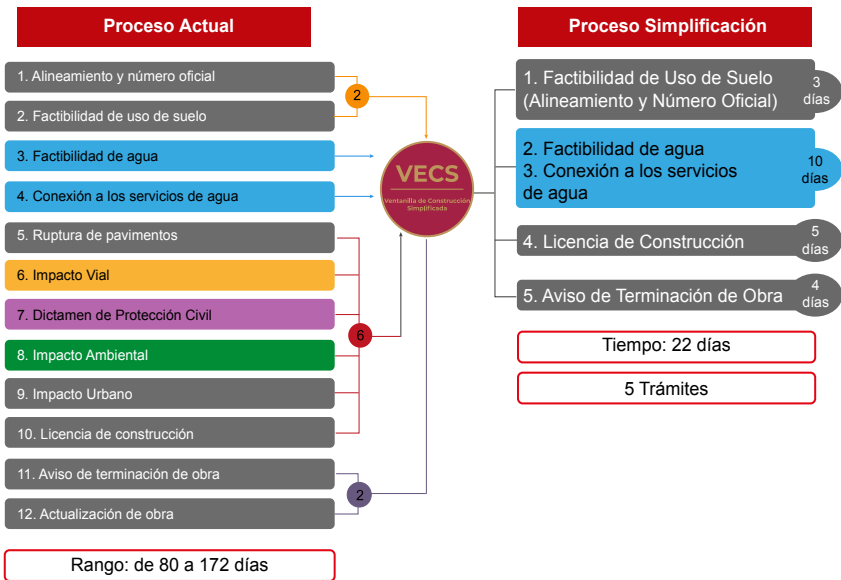 Proceso Actual
1. Alineamiento y número oficial
2. Factibilidad de uso de suelo
2
3. Factibilidad de agua
4. Conexión a los servicios de agua
5. Ruptura de pavimentos
6. Impacto Vial
7. Dictamen de Protección Civil
8. Impacto Ambiental
9. Impacto Urbano
10. Licencia de construcción
6
11. Aviso de terminación de obra
12. Actualización de obra
2
Rango: de 80 a 172 días
VECS
Ventanilla de Construcción
Simplificada
Proceso Simplificación
1. Factibilidad de Uso de Suelo
(Alineamiento y Número Oficial)
3
días
2. Factibilidad de agua
3. Conexión a los servicios
de agua
10
días
4. Licencia de Construcción
5
días
5. Aviso de Terminación de Obra
4
días
Tiempo: 22 días
5 Trámites